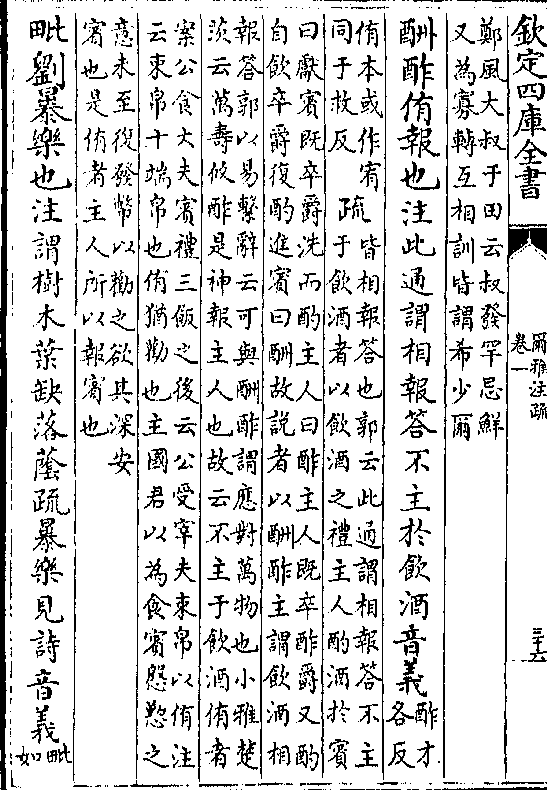 欽定四庫全書
爾雅注疏
卷一
三十六
鄭風大叔于田云叔發罕忌鮮
又為寡轉互相訓皆謂希少爾
酬酢侑報也注此通謂相報答不主於飲酒音義酢才
各反
侑本或作宥
同于救反
疏皆相報答也郭云此通謂相報答不主
于飲酒者以飲酒之禮主人酌酒於賓
曰獻賓既卒爵洗而酌主人曰酢主人既卒酢爵又酌
自飲卒爵復酌進賓曰酬故説者以酬酢主謂飲酒相
報答郭以易繫辭云可與酬酢謂應對萬物也小雅楚
茨云萬壽攸酢是神報主人也故云不主于飲酒侑者
案公食大夫賓禮三飯之後云公受宰夫束帛以侑注
云束帛十端帛也侑猶勸也主國君以為食賓慇懃之
意未至復發幣以勸之欲其深安
賓也是侑者主人所以報賓也
毗劉暴樂也注謂樹木葉缺落蔭疏暴樂見詩音義毗
如